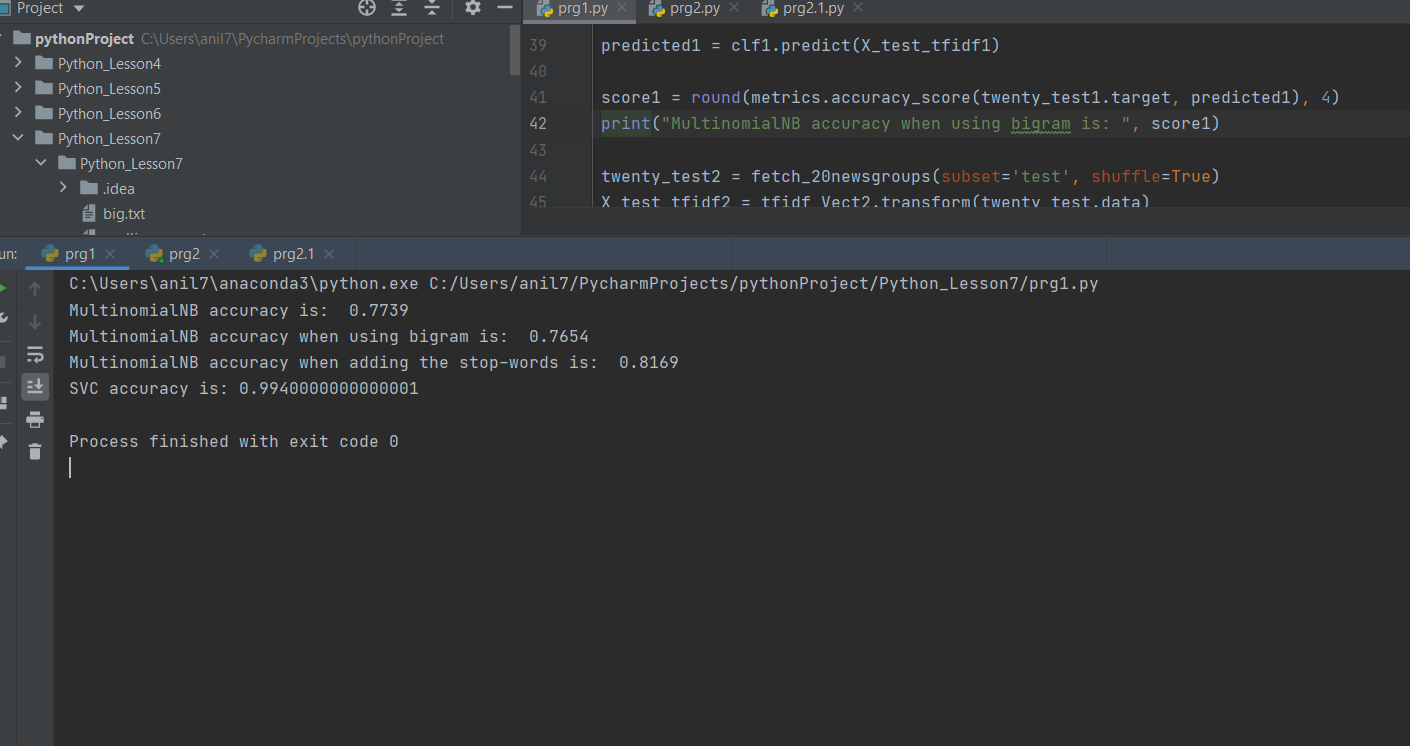 Project
pythonProject C:\Users\anil7\PycharmProjects\pythonProject
Python_Lesson4
Python_Lesson5
Python_Lesson6
Python_Lesson7
Python_Lesson7
.idea
big.txt
prg1.py prg2.py prg2.1.py
39 predicted1 = clf1.predict(X_test_tfidf1)
40
41 score1 = round(metrics.accuracy_score(twenty_test1.target, predicted1), 4)
42 print("MultinomialNB accuracy when using bigram is: ", score1)
43
44 twenty_test2 = fetch_20newsgroups(subset='test', shuffle=True)
45 X_test_tfidf2 = tfidf_Vect2.transform(twenty_test.data)
un: prg1 prg2 prg2.1
C:\Users\anil7\anaconda3\python.exe C:/Users/anil7/PycharmProjects/pythonProject/Python_Lesson7/prg1.py
MultinomialNB accuracy is:  0.7739
MultinomialNB accuracy when using bigram is:  0.7654
MultinomialNB accuracy when adding the stop-words is:  0.8169
SVC accuracy is: 0.9940000000000001
Process finished with exit code 0